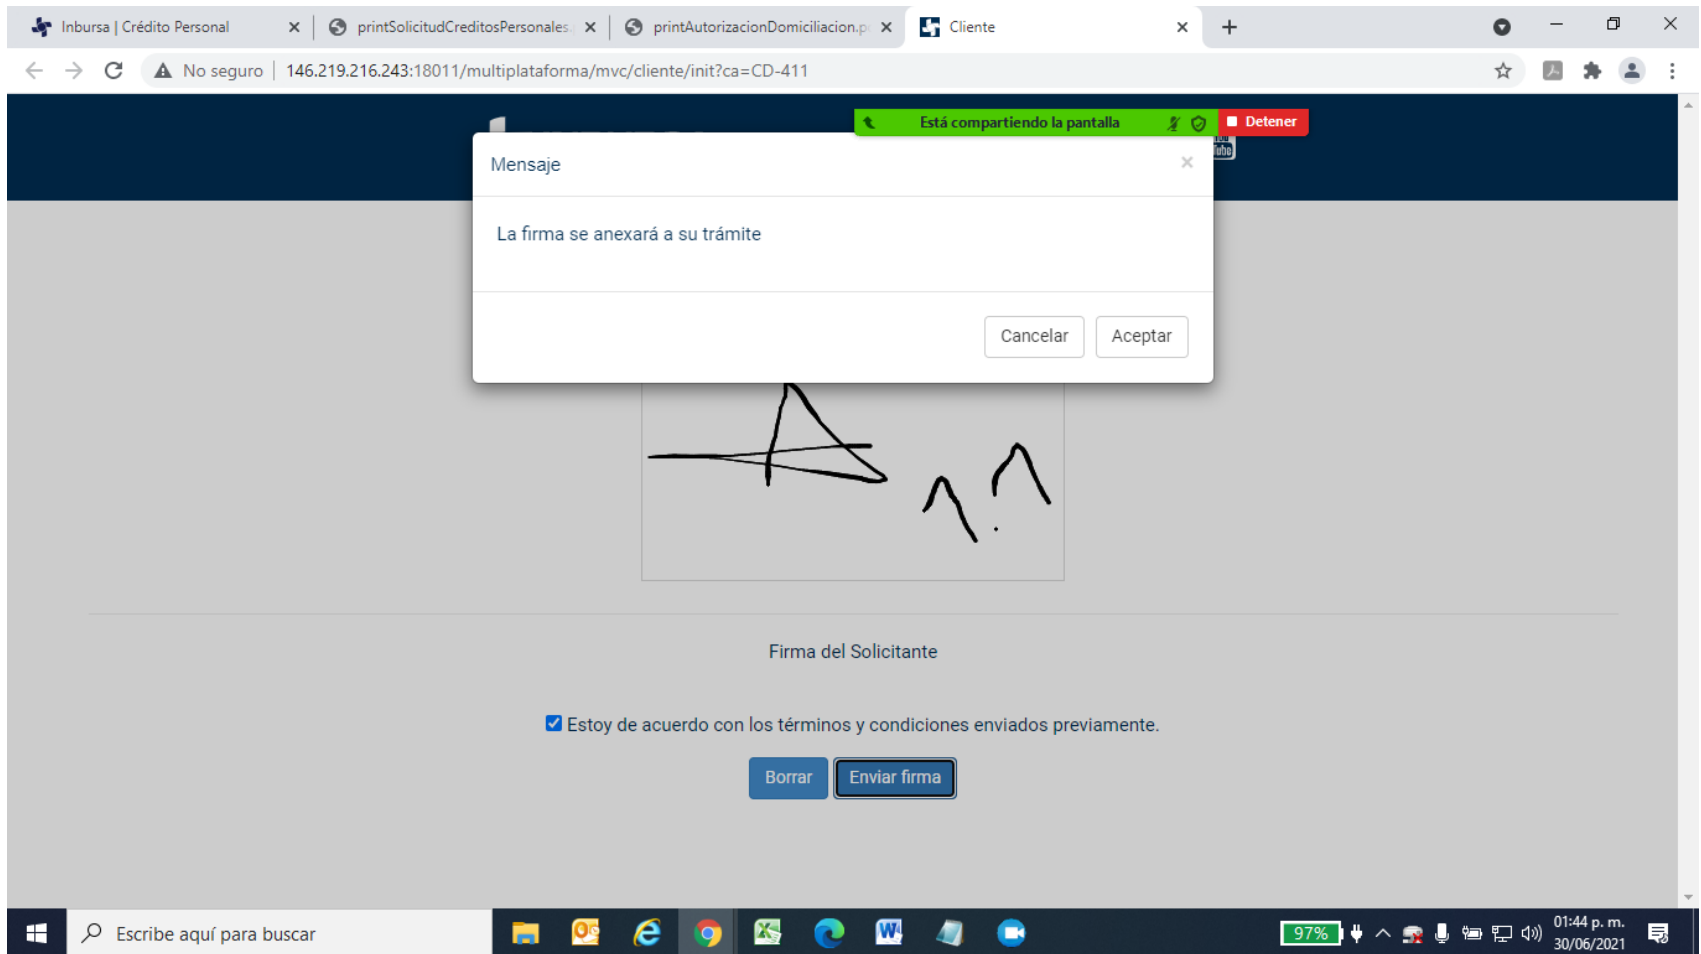 Inbursa | Crédito Personal
printSolicitudCreditosPersonales.
printAutorizacionDomiciliacion.p
Cliente
No seguro | 146.219.216.243:18011/multiplataforma/mvc/cliente/init?ca=CD-411
Está compartiendo la pantalla
Detener
Tube
Mensaje
La firma se anexará a su trámite
Cancelar
Aceptar
Firma del Solicitante
Estoy de acuerdo con los términos y condiciones enviados previamente.
Borrar
Enviar firma
Escribe aquí para buscar
97%
01:44 p. m.
30/06/2021